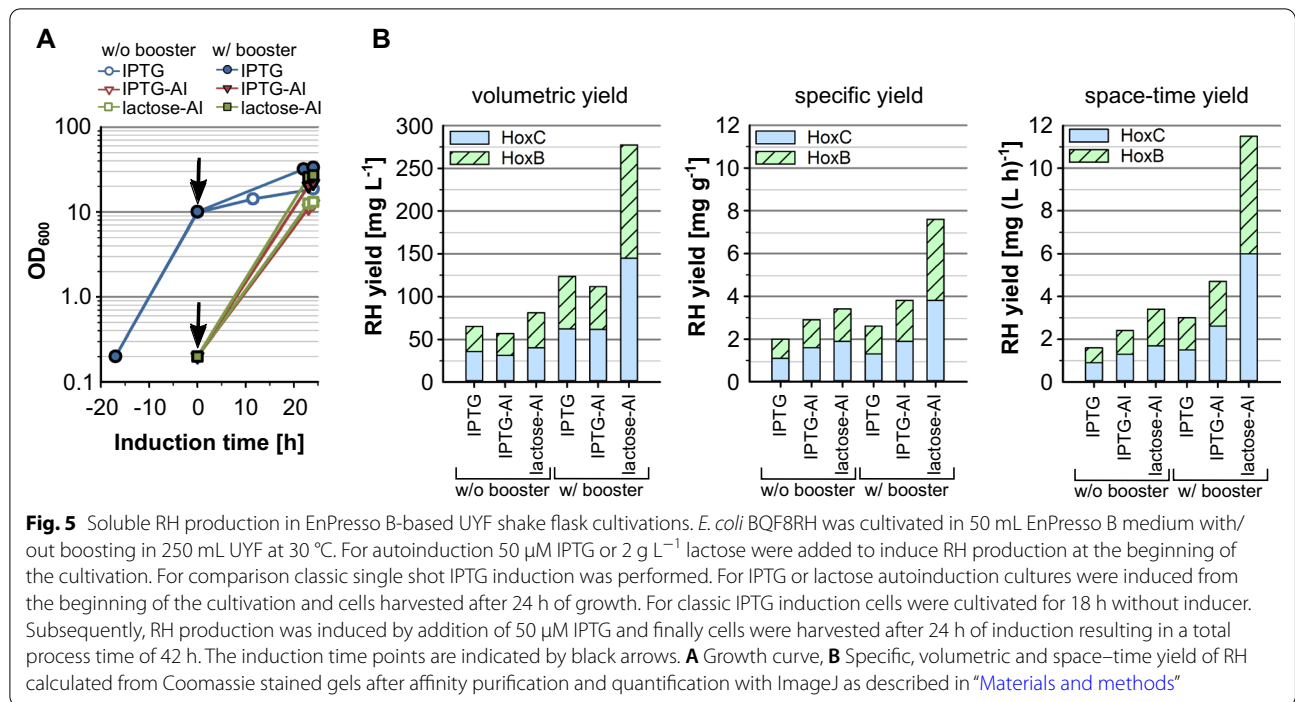 A
w/o booster w/ booster
IPTG IPTG
IPTG-AI IPTG-AI
lactose-AI lactose-AI
100
10
1.0
0.1
OD600
-20 -10 0 10 20
Induction time [h]
B
volumetric yield
RH yield [mg L-1]
300
250
200
150
100
50
0
HoxC
HoxB
IPTG
IPTG-AI
lactose-AI
IPTG
IPTG-AI
lactose-AI
w/o booster w/ booster
specific yield
RH yield [mg g-1]
12
10
8
6
4
2
0
HoxC
HoxB
IPTG
IPTG-AI
lactose-AI
IPTG
IPTG-AI
lactose-AI
w/o booster w/ booster
space-time yield
RH yield [mg (L h)-1]
12
10
8
6
4
2
0
HoxC
HoxB
IPTG
IPTG-AI
lactose-AI
IPTG
IPTG-AI
lactose-AI
w/o booster w/ booster
Fig. 5 Soluble RH production in EnPresso B-based UYF shake flask cultivations. E. coli BQF8RH was cultivated in 50 mL EnPresso B medium with/
out boosting in 250 mL UYF at 30 °C. For autoinduction 50 μM IPTG or 2 g L−1 lactose were added to induce RH production at the beginning of
the cultivation. For comparison classic single shot IPTG induction was performed. For IPTG or lactose autoinduction cultures were induced from
the beginning of the cultivation and cells harvested after 24 h of growth. For classic IPTG induction cells were cultivated for 18 h without inducer.
Subsequently, RH production was induced by addition of 50 μM IPTG and finally cells were harvested after 24 h of induction resulting in a total
process time of 42 h. The induction time points are indicated by black arrows. A Growth curve, B Specific, volumetric and space–time yield of RH
calculated from Coomassie stained gels after affinity purification and quantification with ImageJ as described in "Materials and methods"